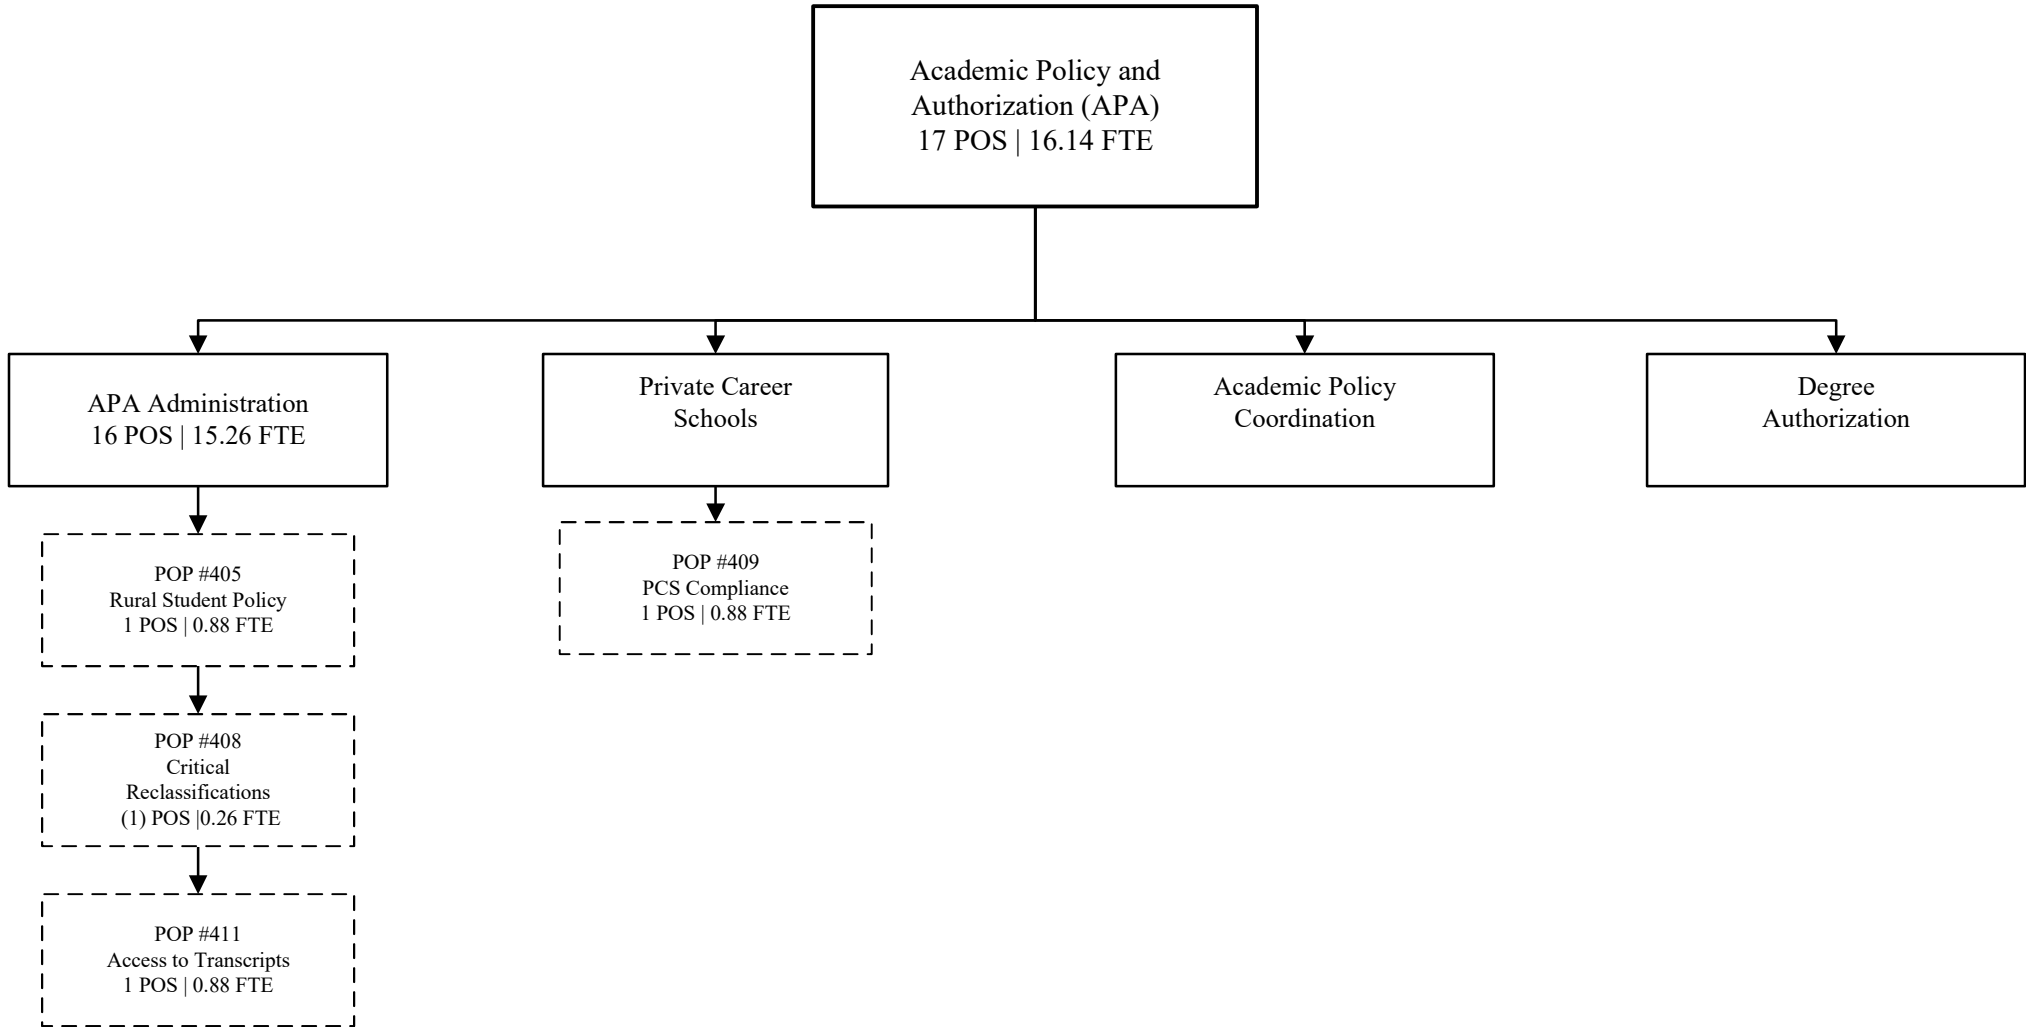 Academic Policy and
Authorization (APA)
17 POS | 16.14 FTE
APA Administration
16 POS | 15.26 FTE
Private Career
Schools
Academic Policy
Coordination
Degree
Authorization
POP #405
Rural Student Policy
1 POS | 0.88 FTE
POP #409
PCS Compliance
1 POS | 0.88 FTE
POP #408
Critical
Reclassifications
(1) POS |0.26 FTE
POP #411
Access to Transcripts
1 POS | 0.88 FTE